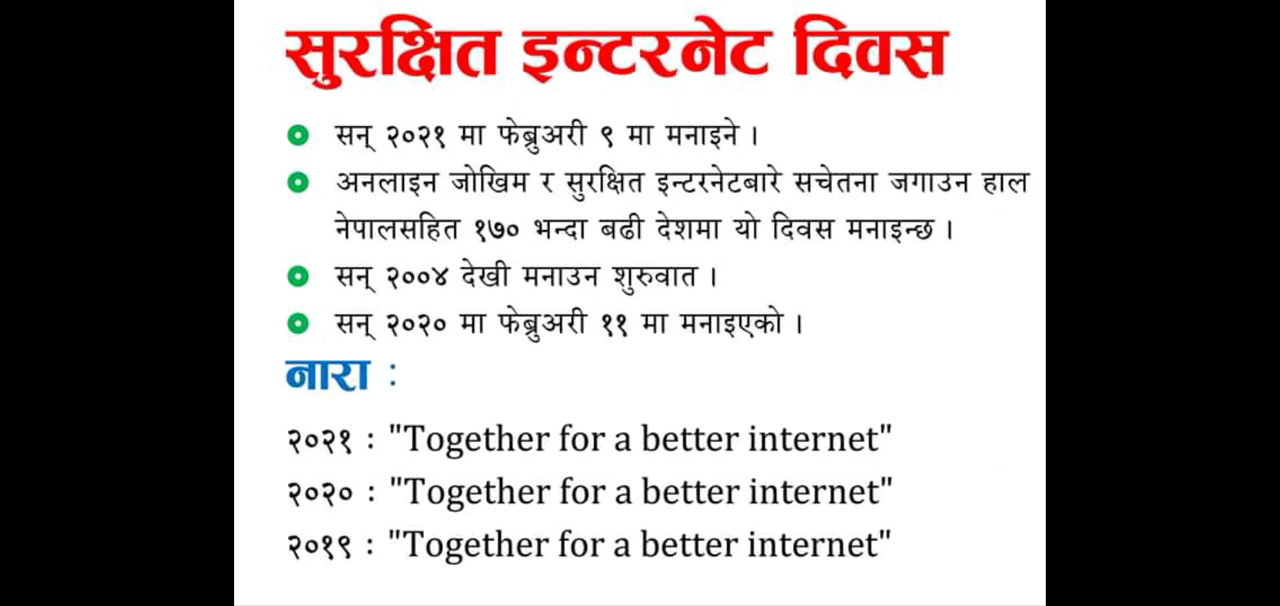 सुरक्षित इन्टरनेट दिवस
सन् २०२१ मा फेब्रुअरी ९ मा मनाइने ।
अनलाइन जोखिम र सुरक्षित इन्टरनेटबारे सचेतना जगाउन हाल
नेपालसहित १७० भन्दा बढी देशमा यो दिवस मनाइन्छ ।
सन् २००४ देखी मनाउन शुरुवात ।
सन् २०२० मा फेब्रुअरी ११ मा मनाइएको ।
नारा :
२०२१ : "Together for a better internet"
२०२० : "Together for a better internet"
२०१९ : "Together for a better internet"